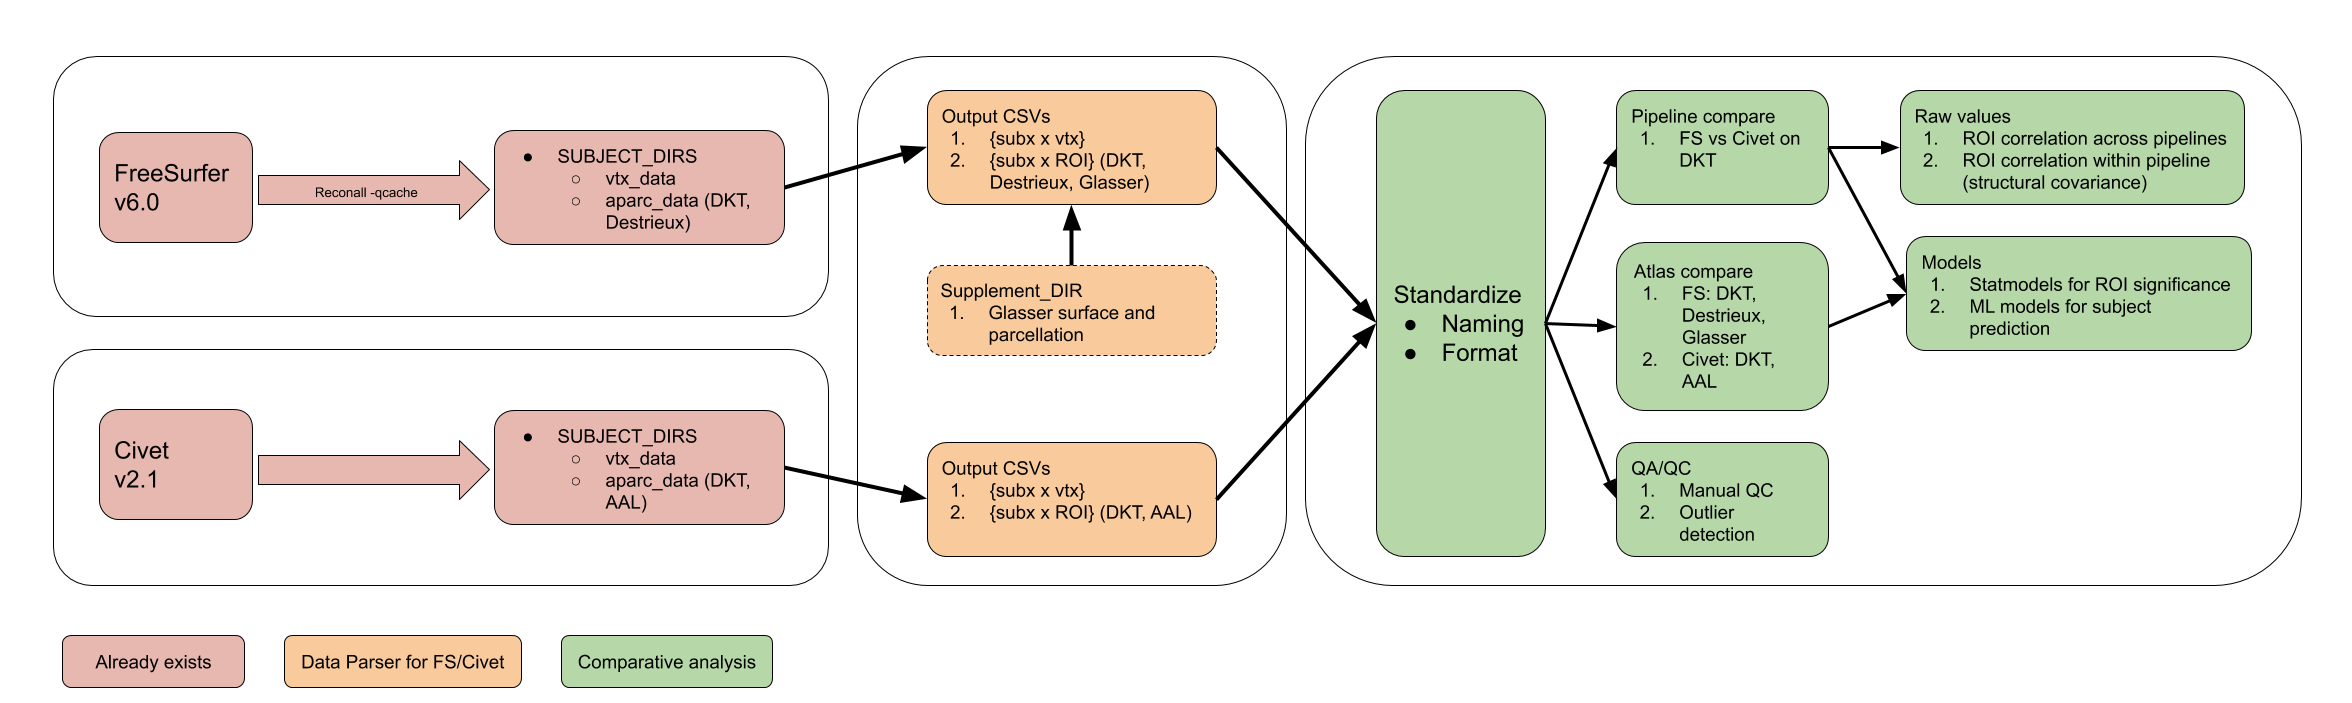 FreeSurfer
v6.0
Reconall -qcache
● SUBJECT_DIRS
○ vtx_data
○ aparc_data (DKT,
Destrieux)
Civet
v2.1
● SUBJECT_DIRS
○ vtx_data
○ aparc_data (DKT,
AAL)
Output CSVs
1. {subx x vtx}
2. {subx x ROI} (DKT,
Destrieux, Glasser)
Supplement_DIR
1. Glasser surface and
parcellation
Output CSVs
1. {subx x vtx}
2. {subx x ROI} (DKT, AAL)
Standardize
● Naming
● Format
Pipeline compare
1. FS vs Civet on
DKT
Atlas compare
1. FS: DKT,
Destrieux,
Glasser
2. Civet: DKT,
AAL
QA/QC
1. Manual QC
2. Outlier
detection
Raw values
1. ROI correlation across pipelines
2. ROI correlation within pipeline
(structural covariance)
Models
1. Statmodels for ROI significance
2. ML models for subject
prediction
Already exists
Data Parser for FS/Civet
Comparative analysis